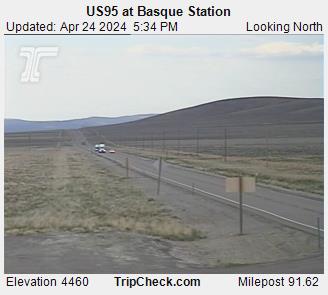 US95 at Basque Station
Updated: Apr 24 2024 5:34 PM Looking North
Elevation 4460 TripCheck.com Milepost 91.62